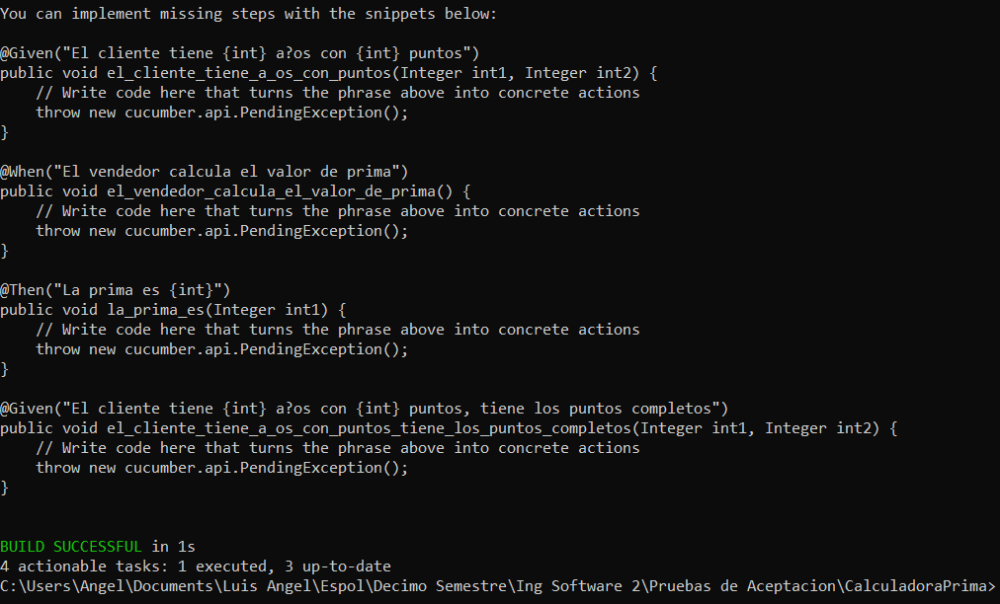 You can implement missing steps with the snippets below:

@Given("El cliente tiene {int} a?os con {int} puntos")
public void el_cliente_tiene_a_os_con_puntos(Integer int1, Integer int2) {
    // Write code here that turns the phrase above into concrete actions
    throw new cucumber.api.PendingException();
}

@When("El vendedor calcula el valor de prima")
public void el_vendedor_calcula_el_valor_de_prima() {
    // Write code here that turns the phrase above into concrete actions
    throw new cucumber.api.PendingException();
}

@Then("La prima es {int}")
public void la_prima_es(Integer int1) {
    // Write code here that turns the phrase above into concrete actions
    throw new cucumber.api.PendingException();
}

@Given("El cliente tiene {int} a?os con {int} puntos, tiene los puntos completos")
public void el_cliente_tiene_a_os_con_puntos_tiene_los_puntos_completos(Integer int1, Integer int2) {
    // Write code here that turns the phrase above into concrete actions
    throw new cucumber.api.PendingException();
}

BUILD SUCCESSFUL in 1s
4 actionable tasks: 1 executed, 3 up-to-date
C:\Users\Angel\Documents\Luis Angel\Espol\Decimo Semestre\Ing Software 2\Pruebas de Aceptacion\CalculadoraPrima>